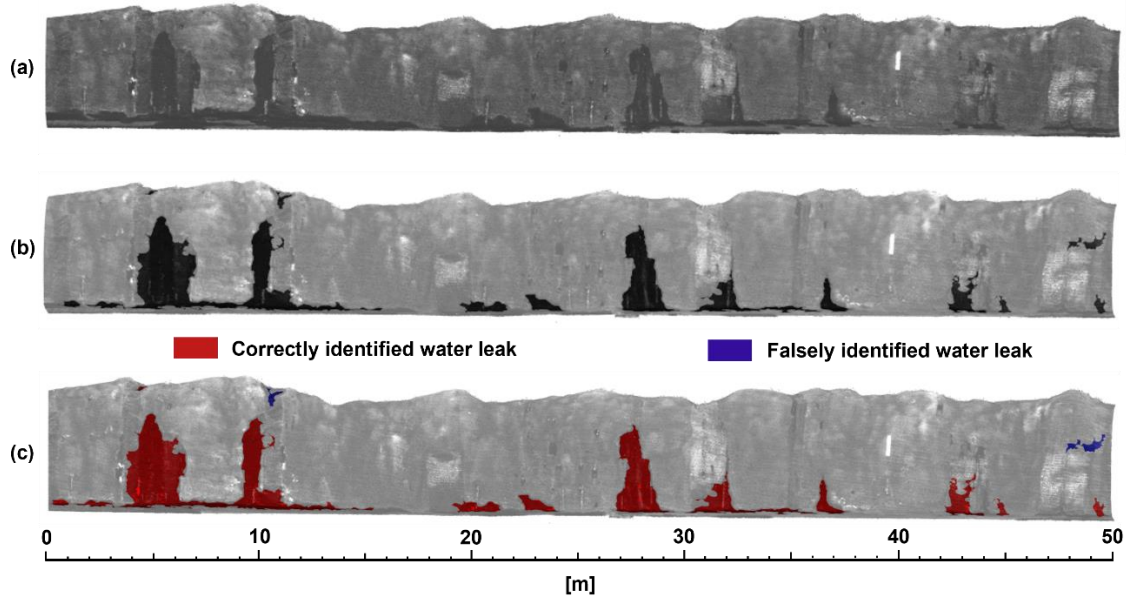 (a)
(b)
Correctly identified water leak
Falsely identified water leak
(c)
0 10 20 30 40 50
[m]